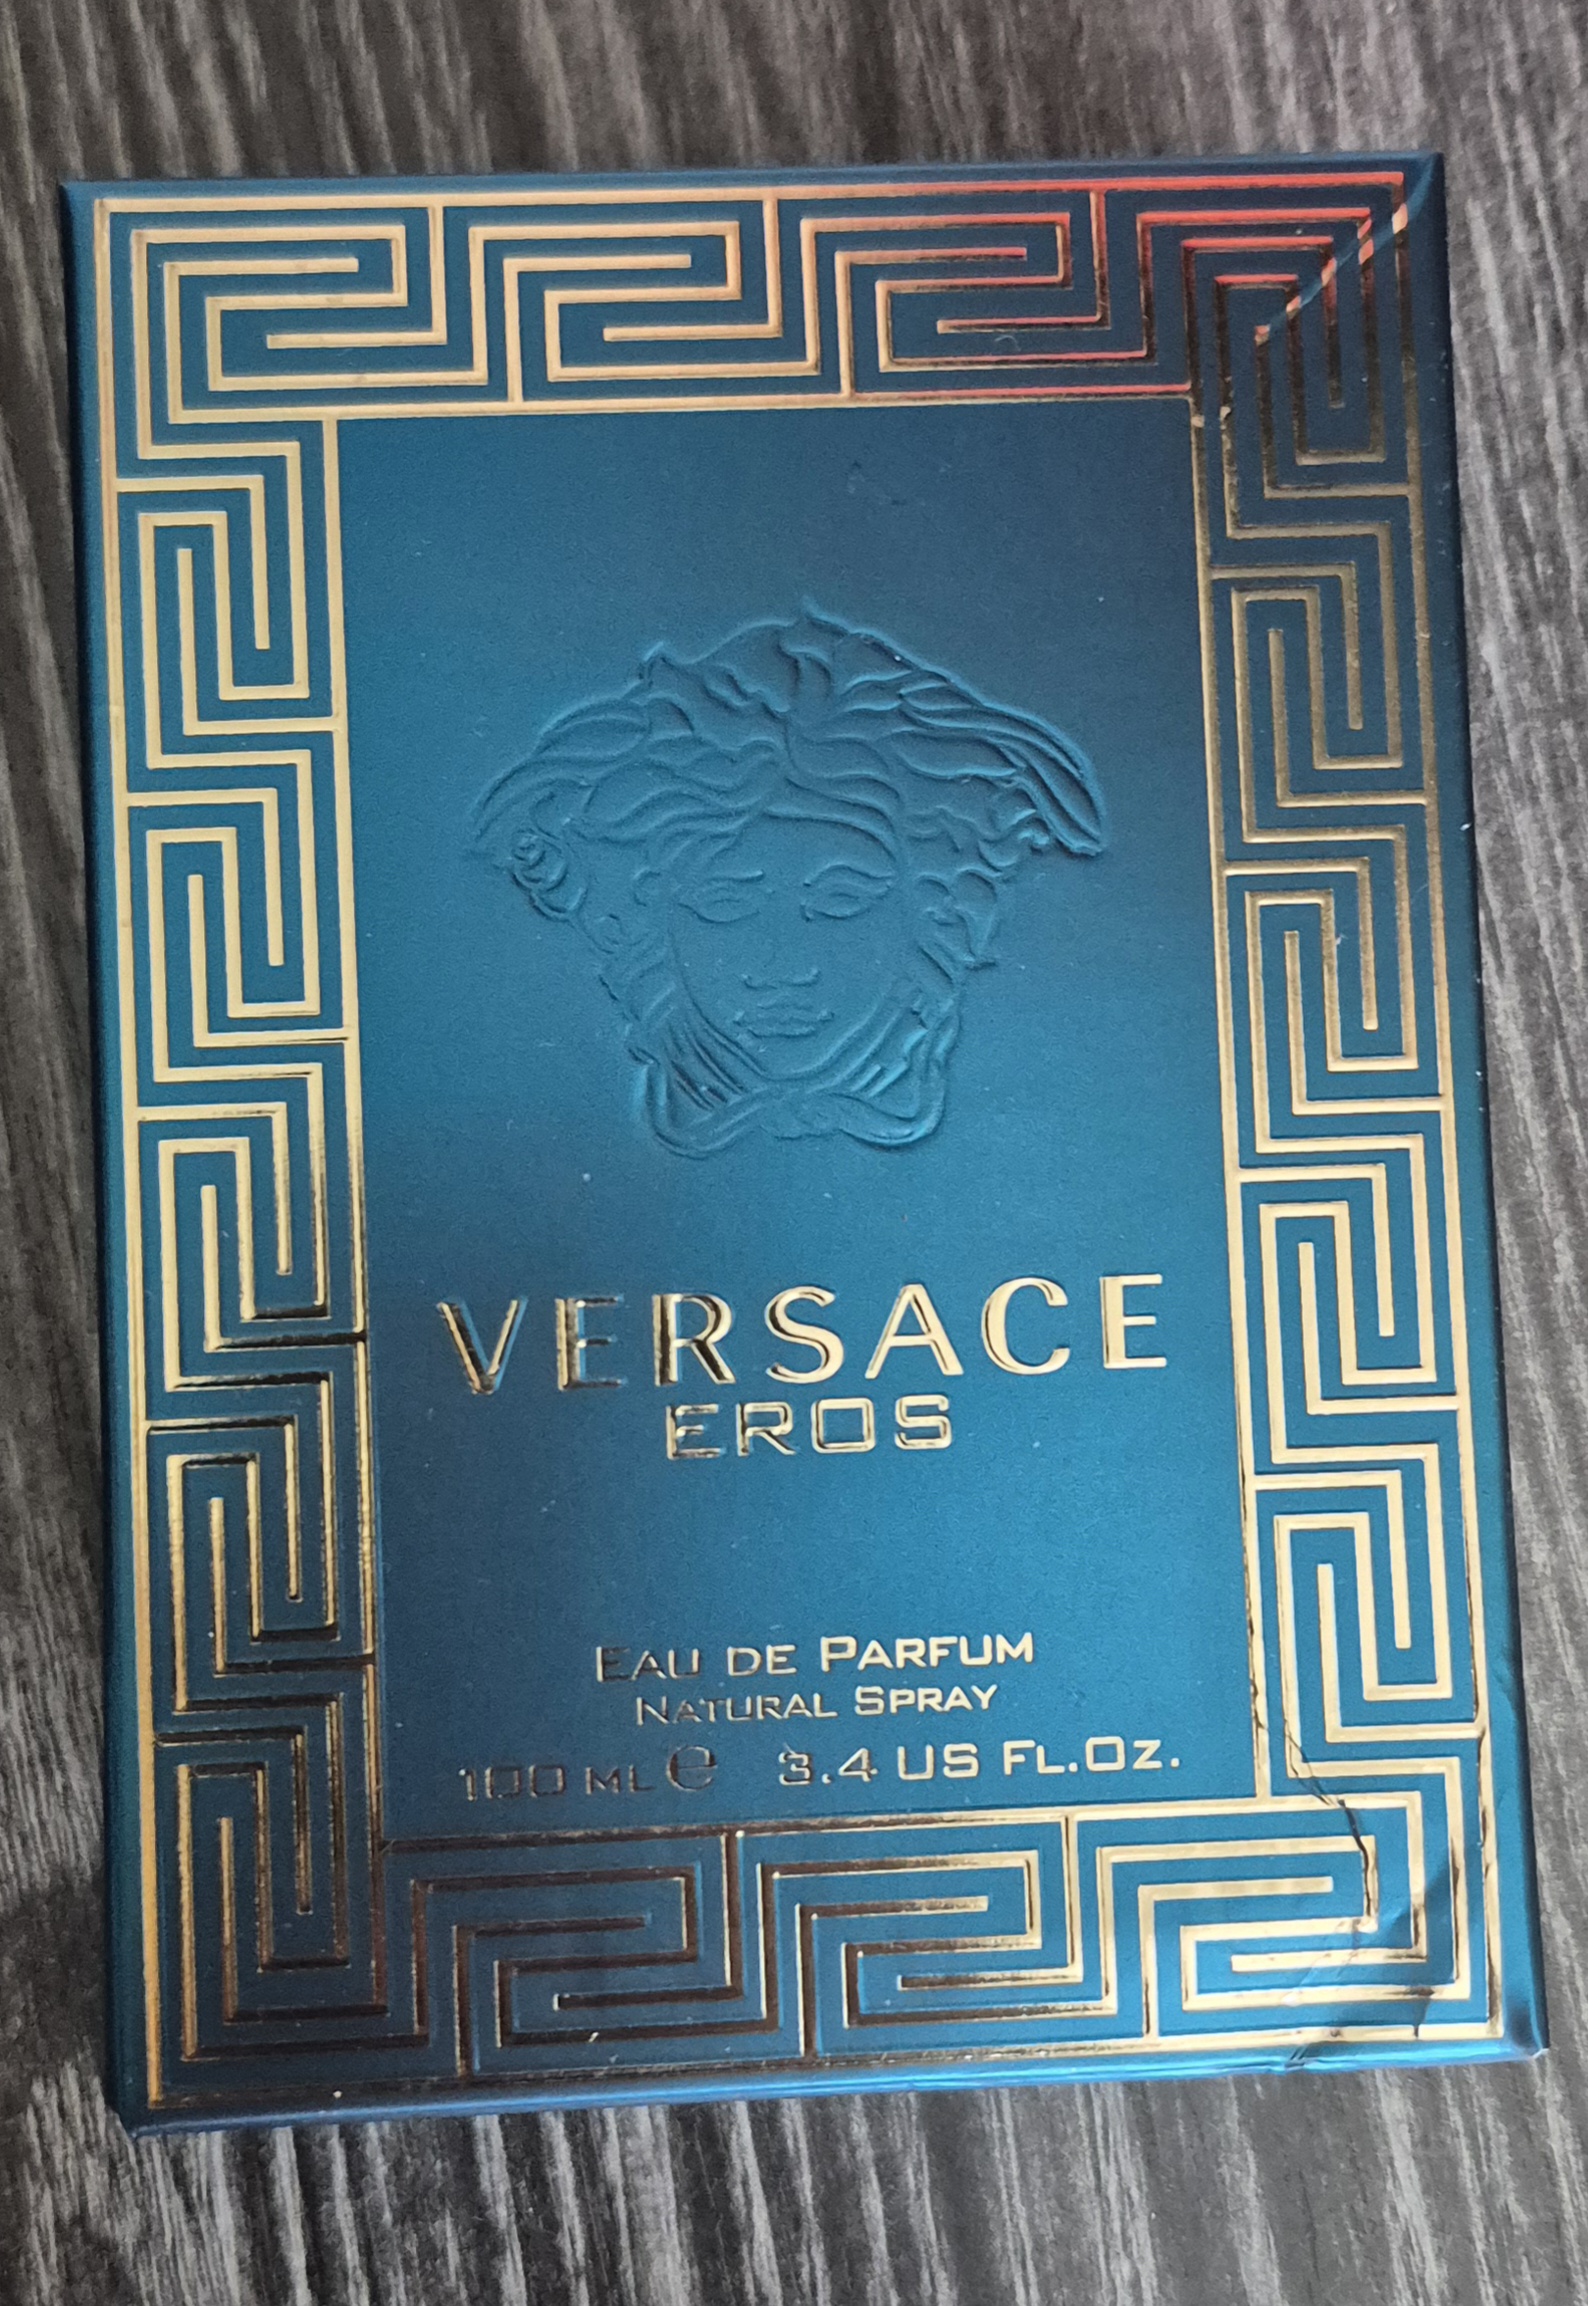 VERSACE
EROS
EAU DE PARFUM
NATURAL SPRAY
100 ML ℮ 3.4 US FL.OZ.